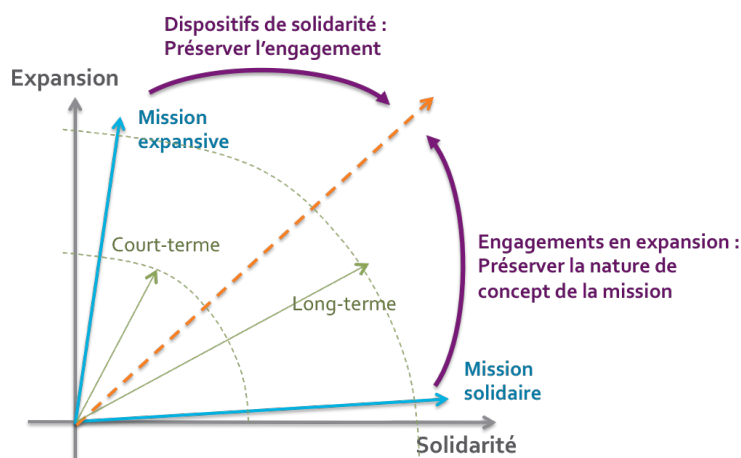 Dispositifs de solidarité :
Préserver l’engagement
Expansion
Mission
expansive
Court-terme
Engagements en expansion :
Préserver la nature de
concept de la mission
Long-terme
Mission
solidaire
Solidarité